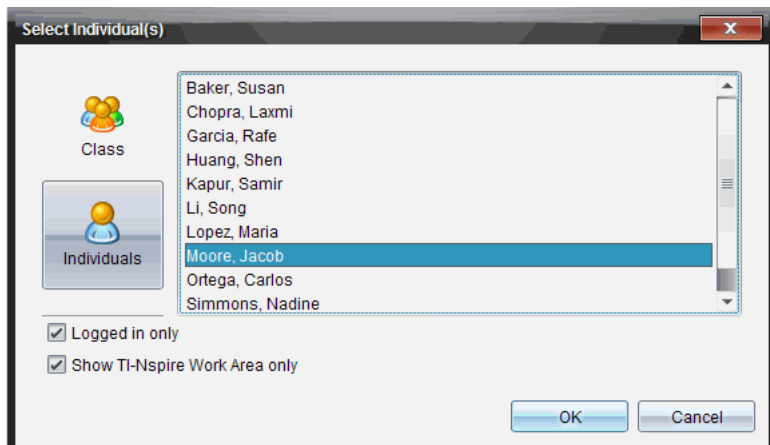 Select Individual(s)
Class
Individuals
Baker, Susan
Chopra, Laxmi
Garcia, Rafe
Huang, Shen
Kapur, Samir
Li, Song
Lopez, Maria
Moore, Jacob
Ortega, Carlos
Simmons, Nadine
Logged in only
Show TI-Nspire Work Area only
OK
Cancel